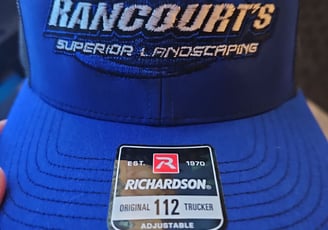 RANCOURT'S
SUPERIOR LANDSCAPING
EST. R 1970
RICHARDSON®
ORIGINAL 112 TRUCKER
ADJUSTABLE